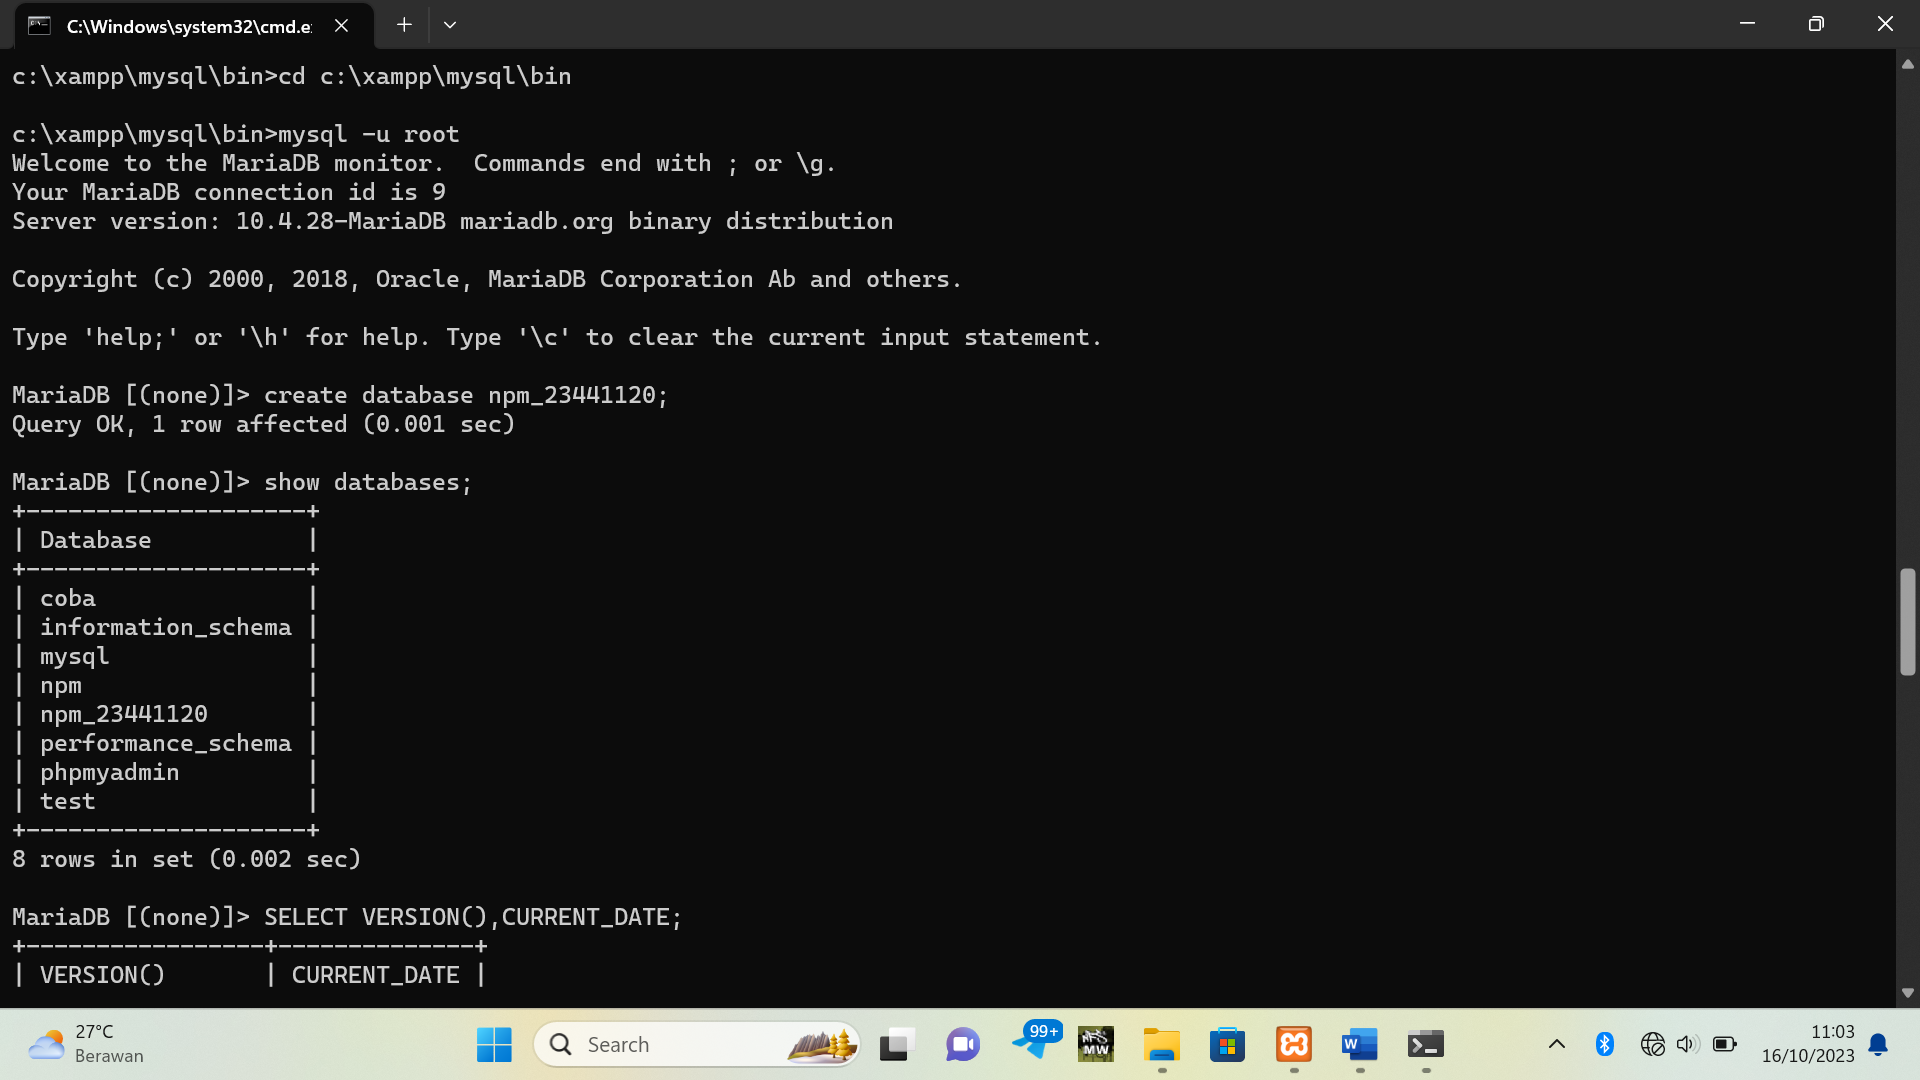 C:\Windows\system32\cmd.e
c:\xampp\mysql\bin>cd c:\xampp\mysql\bin
c:\xampp\mysql\bin>mysql -u root
Welcome to the MariaDB monitor.  Commands end with ; or \g.
Your MariaDB connection id is 9
Server version: 10.4.28-MariaDB mariadb.org binary distribution
Copyright (c) 2000, 2018, Oracle, MariaDB Corporation Ab and others.
Type 'help;' or '\h' for help. Type '\c' to clear the current input statement.
MariaDB [(none)]> create database npm_23441120;
Query OK, 1 row affected (0.001 sec)
MariaDB [(none)]> show databases;
+--------------------+
| Database           |
+--------------------+
| coba               |
| information_schema |
| mysql              |
| npm                |
| npm_23441120       |
| performance_schema |
| phpmyadmin         |
| test               |
+--------------------+
8 rows in set (0.002 sec)
MariaDB [(none)]> SELECT VERSION(),CURRENT_DATE;
+-----------------+--------------+
| VERSION()       | CURRENT_DATE |
27°C
Berawan
Search
99+
NFS
MW
W
11:03
16/10/2023